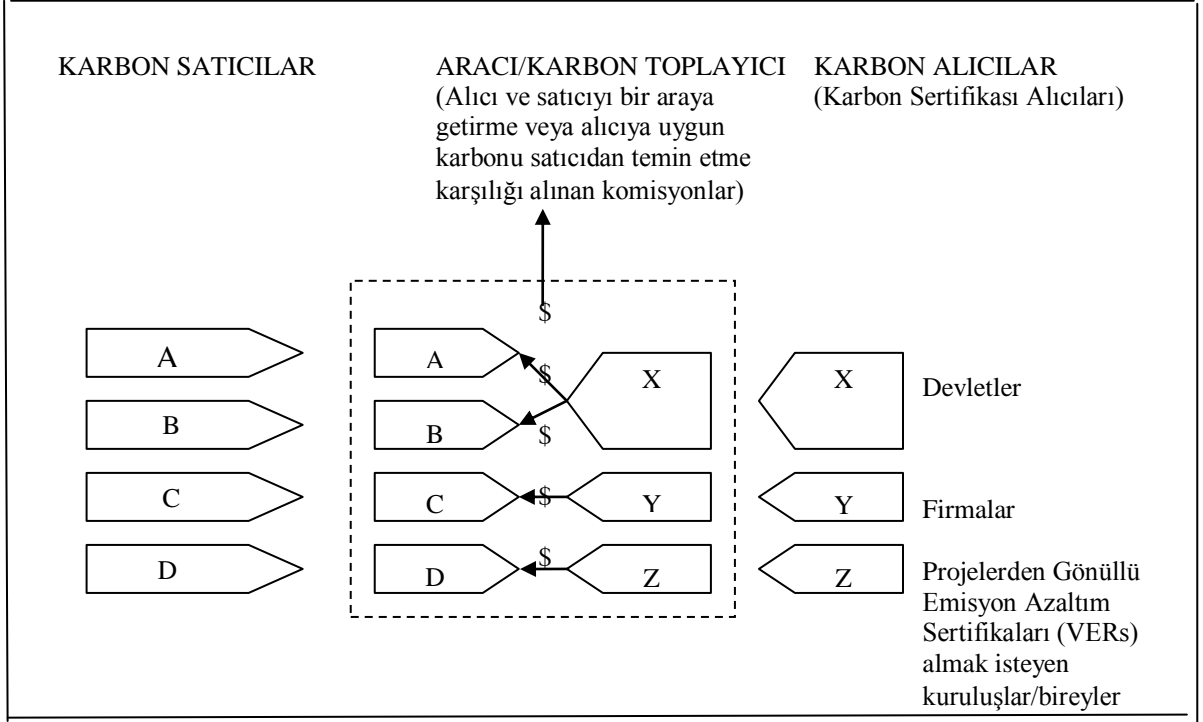 KARBON SATICILAR
ARACI/KARBON TOPLAYICI
(Alıcı ve satıcıyı bir araya
getirme veya alıcıya uygun
karbonu satıcıdan temin etme
karşılığı alınan komisyonlar)
KARBON ALICILAR
(Karbon Sertifikası Alıcıları)
A
B
C
D
$
A
$
B
$
C
$
D
$
X
Y
Z
X
Devletler
Y
Firmalar
Z
Projelerden Gönüllü
Emisyon Azaltım
Sertifikaları (VERs)
almak isteyen
kuruluşlar/bireyler